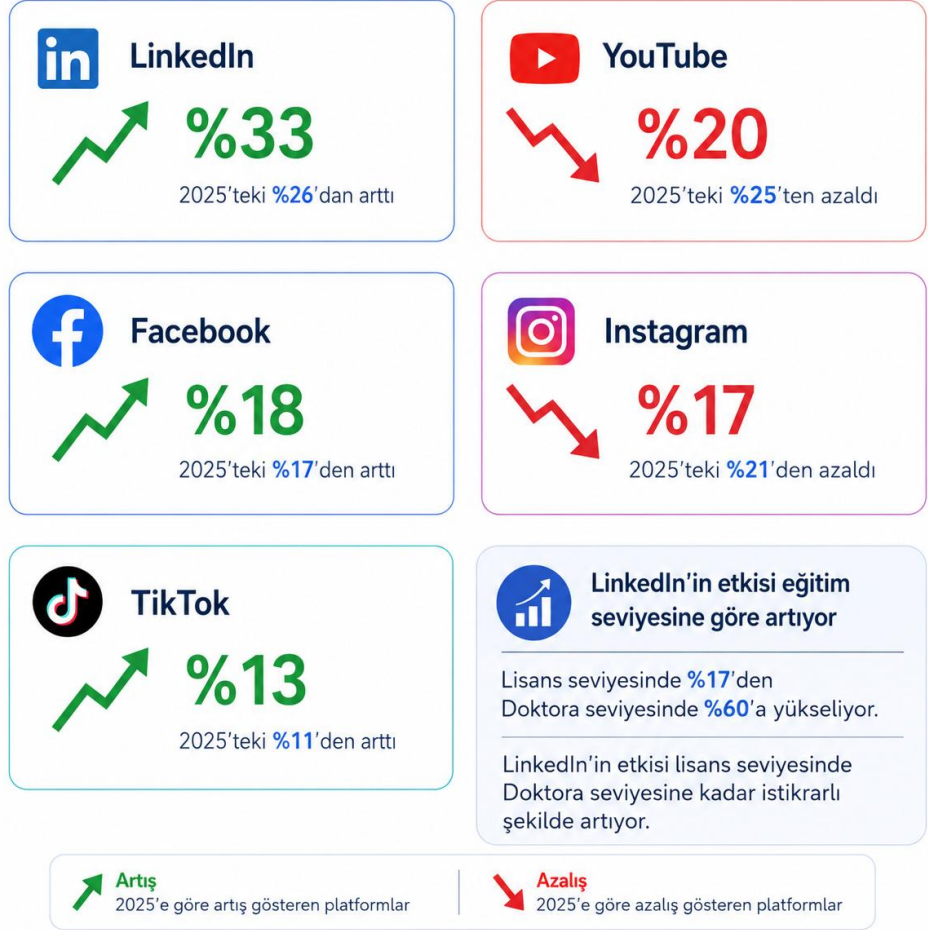 in
LinkedIn
%33
2025'teki %26'dan arttı
YouTube
%20
2025'teki %25'ten azaldı
Facebook
%18
2025'teki %17'den arttı
Instagram
%17
2025'teki %21'den azaldı
TikTok
%13
2025'teki %11'den arttı
LinkedIn'in etkisi eğitim
seviyesine göre artıyor
Lisans seviyesinde %17'den
Doktora seviyesinde %60'a yükseliyor.
LinkedIn'in etkisi lisans seviyesinde
Doktora seviyesine kadar istikrarlı
şekilde artıyor.
Artış
2025'e göre artış gösteren platformlar
Azalış
2025'e göre azalış gösteren platformlar